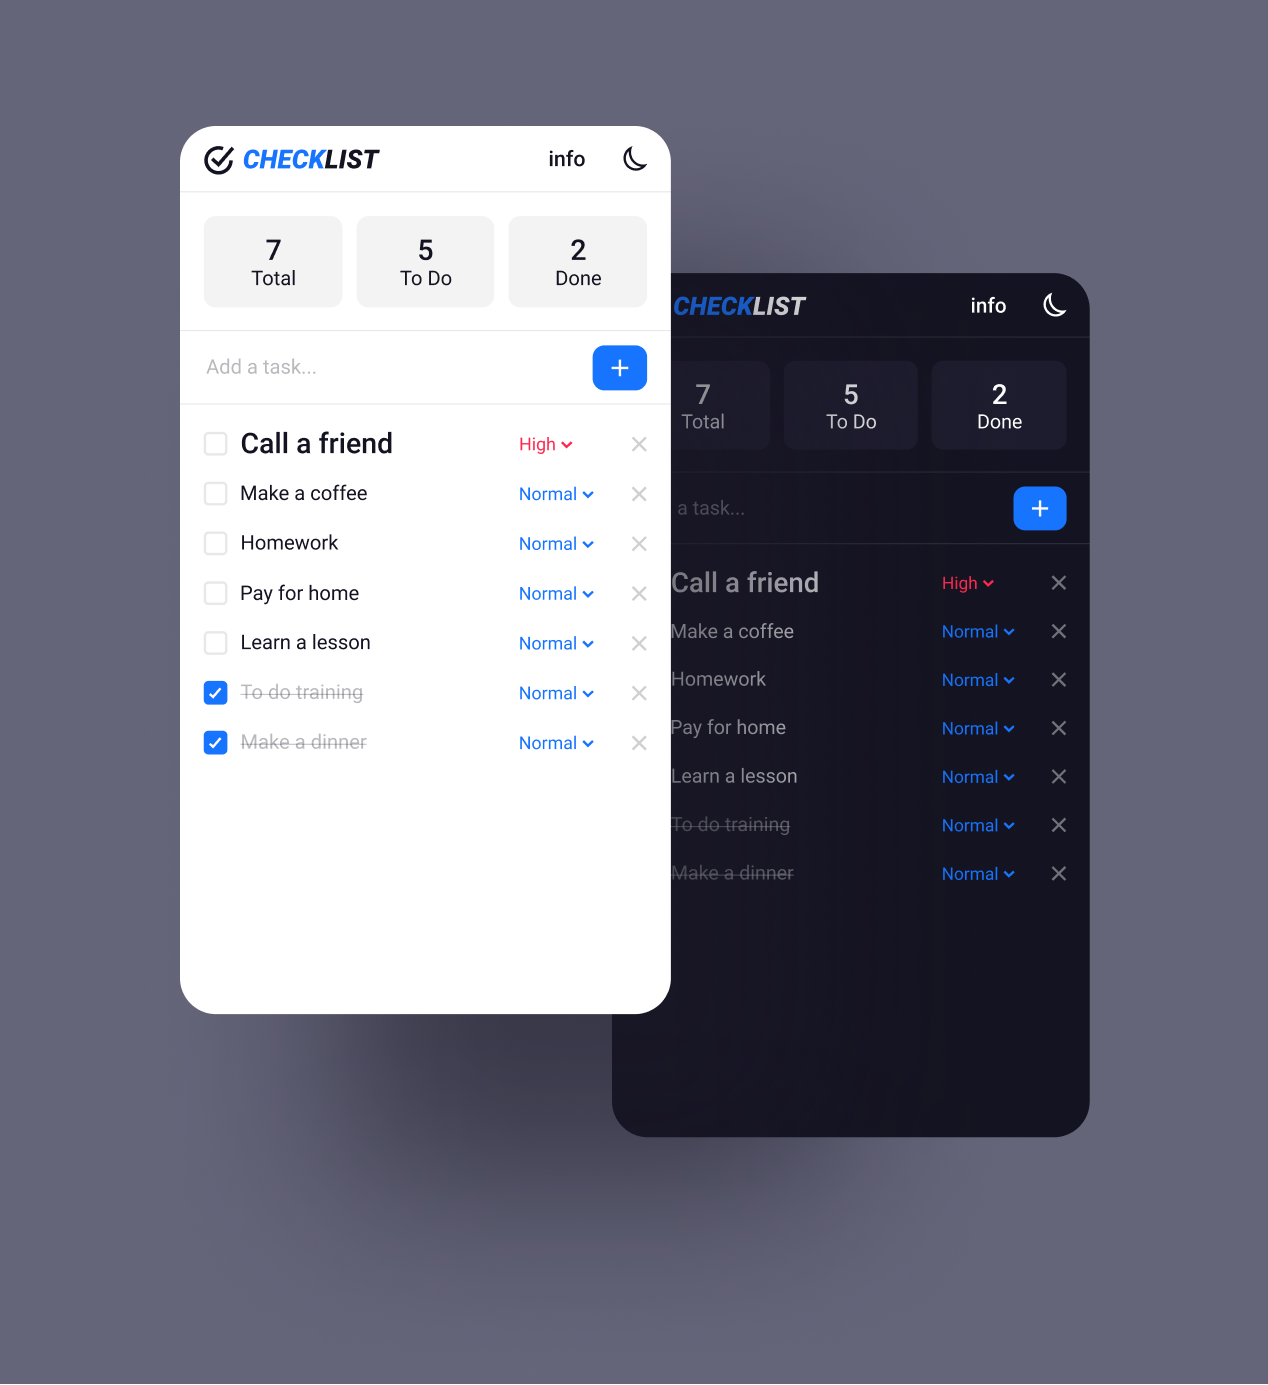 CHECKLIST info
7 5 2
Total To Do Done
Add a task...
Call a friend High
Make a coffee Normal
Homework Normal
Pay for home Normal
Learn a lesson Normal
To do training Normal
Make a dinner Normal
CHECKLIST info
7 5 2
Total To Do Done
a task...
Call a friend High
Make a coffee Normal
Homework Normal
Pay for home Normal
Learn a lesson Normal
To do training Normal
Make a dinner Normal